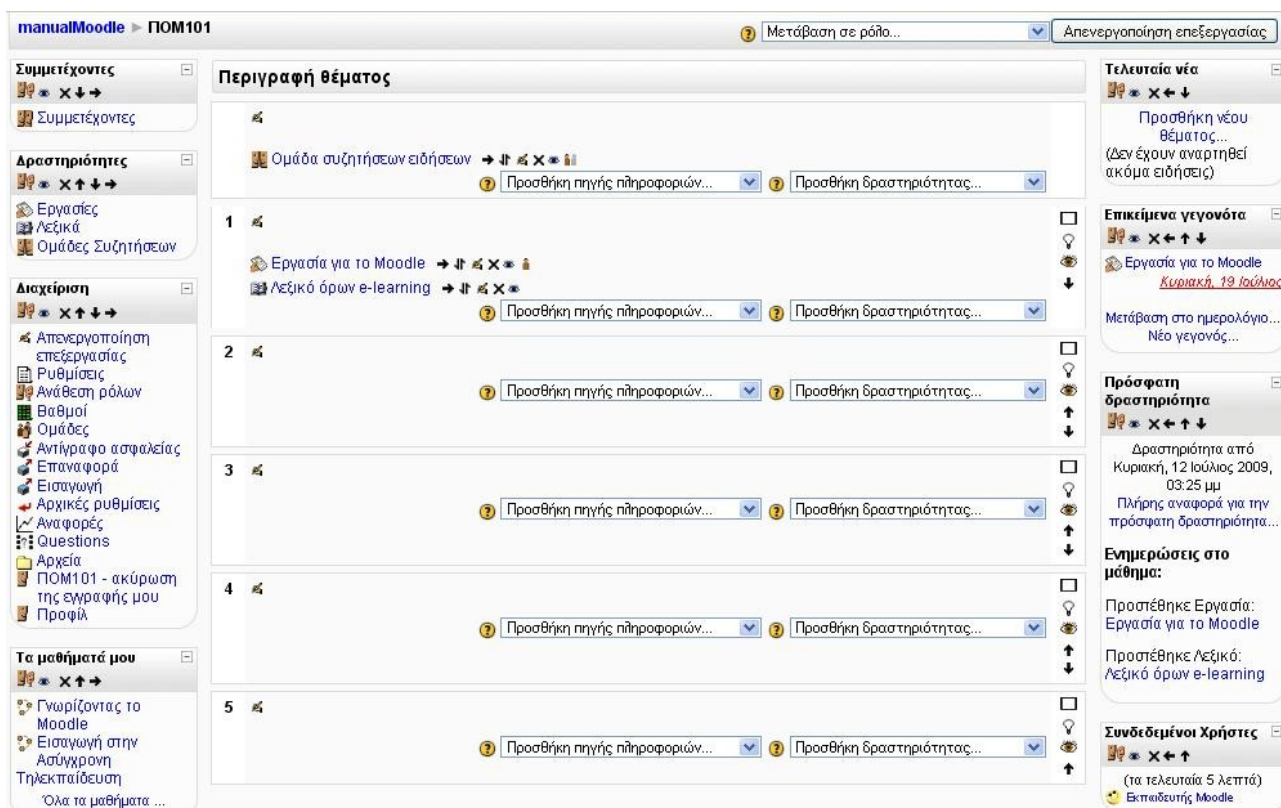 manualMoodle ► ΠΟΜ101
Μετάβαση σε ρόλο...
Απενεργοποίηση επεξεργασίας
Συμμετέχοντες
Συμμετέχοντες
Δραστηριότητες
Εργασίες
Λεξικά
Ομάδες Συζητήσεων
Διαχείριση
Απενεργοποίηση
επεξεργασίας
Ρυθμίσεις
Ανάθεση ρόλων
Βαθμοί
Ομάδες
Αντίγραφο ασφαλείας
Επαναφορά
Εισαγωγή
Αρχικές ρυθμίσεις
Αναφορές
Questions
Αρχεία
ΠΟΜ101 - ακύρωση
της εγγραφής μου
Προφίλ
Τα μαθήματά μου
Γνωρίζοντας το
Moodle
Εισαγωγή στην
Ασύγχρονη
Τηλεκπαίδευση
Όλα τα μαθήματα ...
Περιγραφή θέματος
Ομάδα συζητήσεων ειδήσεων
Προσθήκη πηγής πληροφοριών... Προσθήκη δραστηριότητας...
1
Εργασία για το Moodle
Λεξικό όρων e-learning
Προσθήκη πηγής πληροφοριών... Προσθήκη δραστηριότητας...
2
Προσθήκη πηγής πληροφοριών... Προσθήκη δραστηριότητας...
3
Προσθήκη πηγής πληροφοριών... Προσθήκη δραστηριότητας...
4
Προσθήκη πηγής πληροφοριών... Προσθήκη δραστηριότητας...
5
Προσθήκη πηγής πληροφοριών... Προσθήκη δραστηριότητας...
Τελευταία νέα
Προσθήκη νέου
θέματος...
(Δεν έχουν αναρτηθεί
ακόμα ειδήσεις)
Επικείμενα γεγονότα
Εργασία για το Moodle
Κυριακή, 19 Ιούλιος
Μετάβαση στο ημερολόγιο...
Νέο γεγονός...
Πρόσφατη
δραστηριότητα
Δραστηριότητα από
Κυριακή, 12 Ιούλιος 2009,
03:25 μμ
Πλήρης αναφορά για την
πρόσφατη δραστηριότητα...
Ενημερώσεις στο
μάθημα:
Προστέθηκε Εργασία:
Εργασία για το Moodle
Προστέθηκε Λεξικό:
Λεξικό όρων e-learning
Συνδεδεμένοι Χρήστες
(τα τελευταία 5 λεπτά)
Εκπαιδευτής Moodle